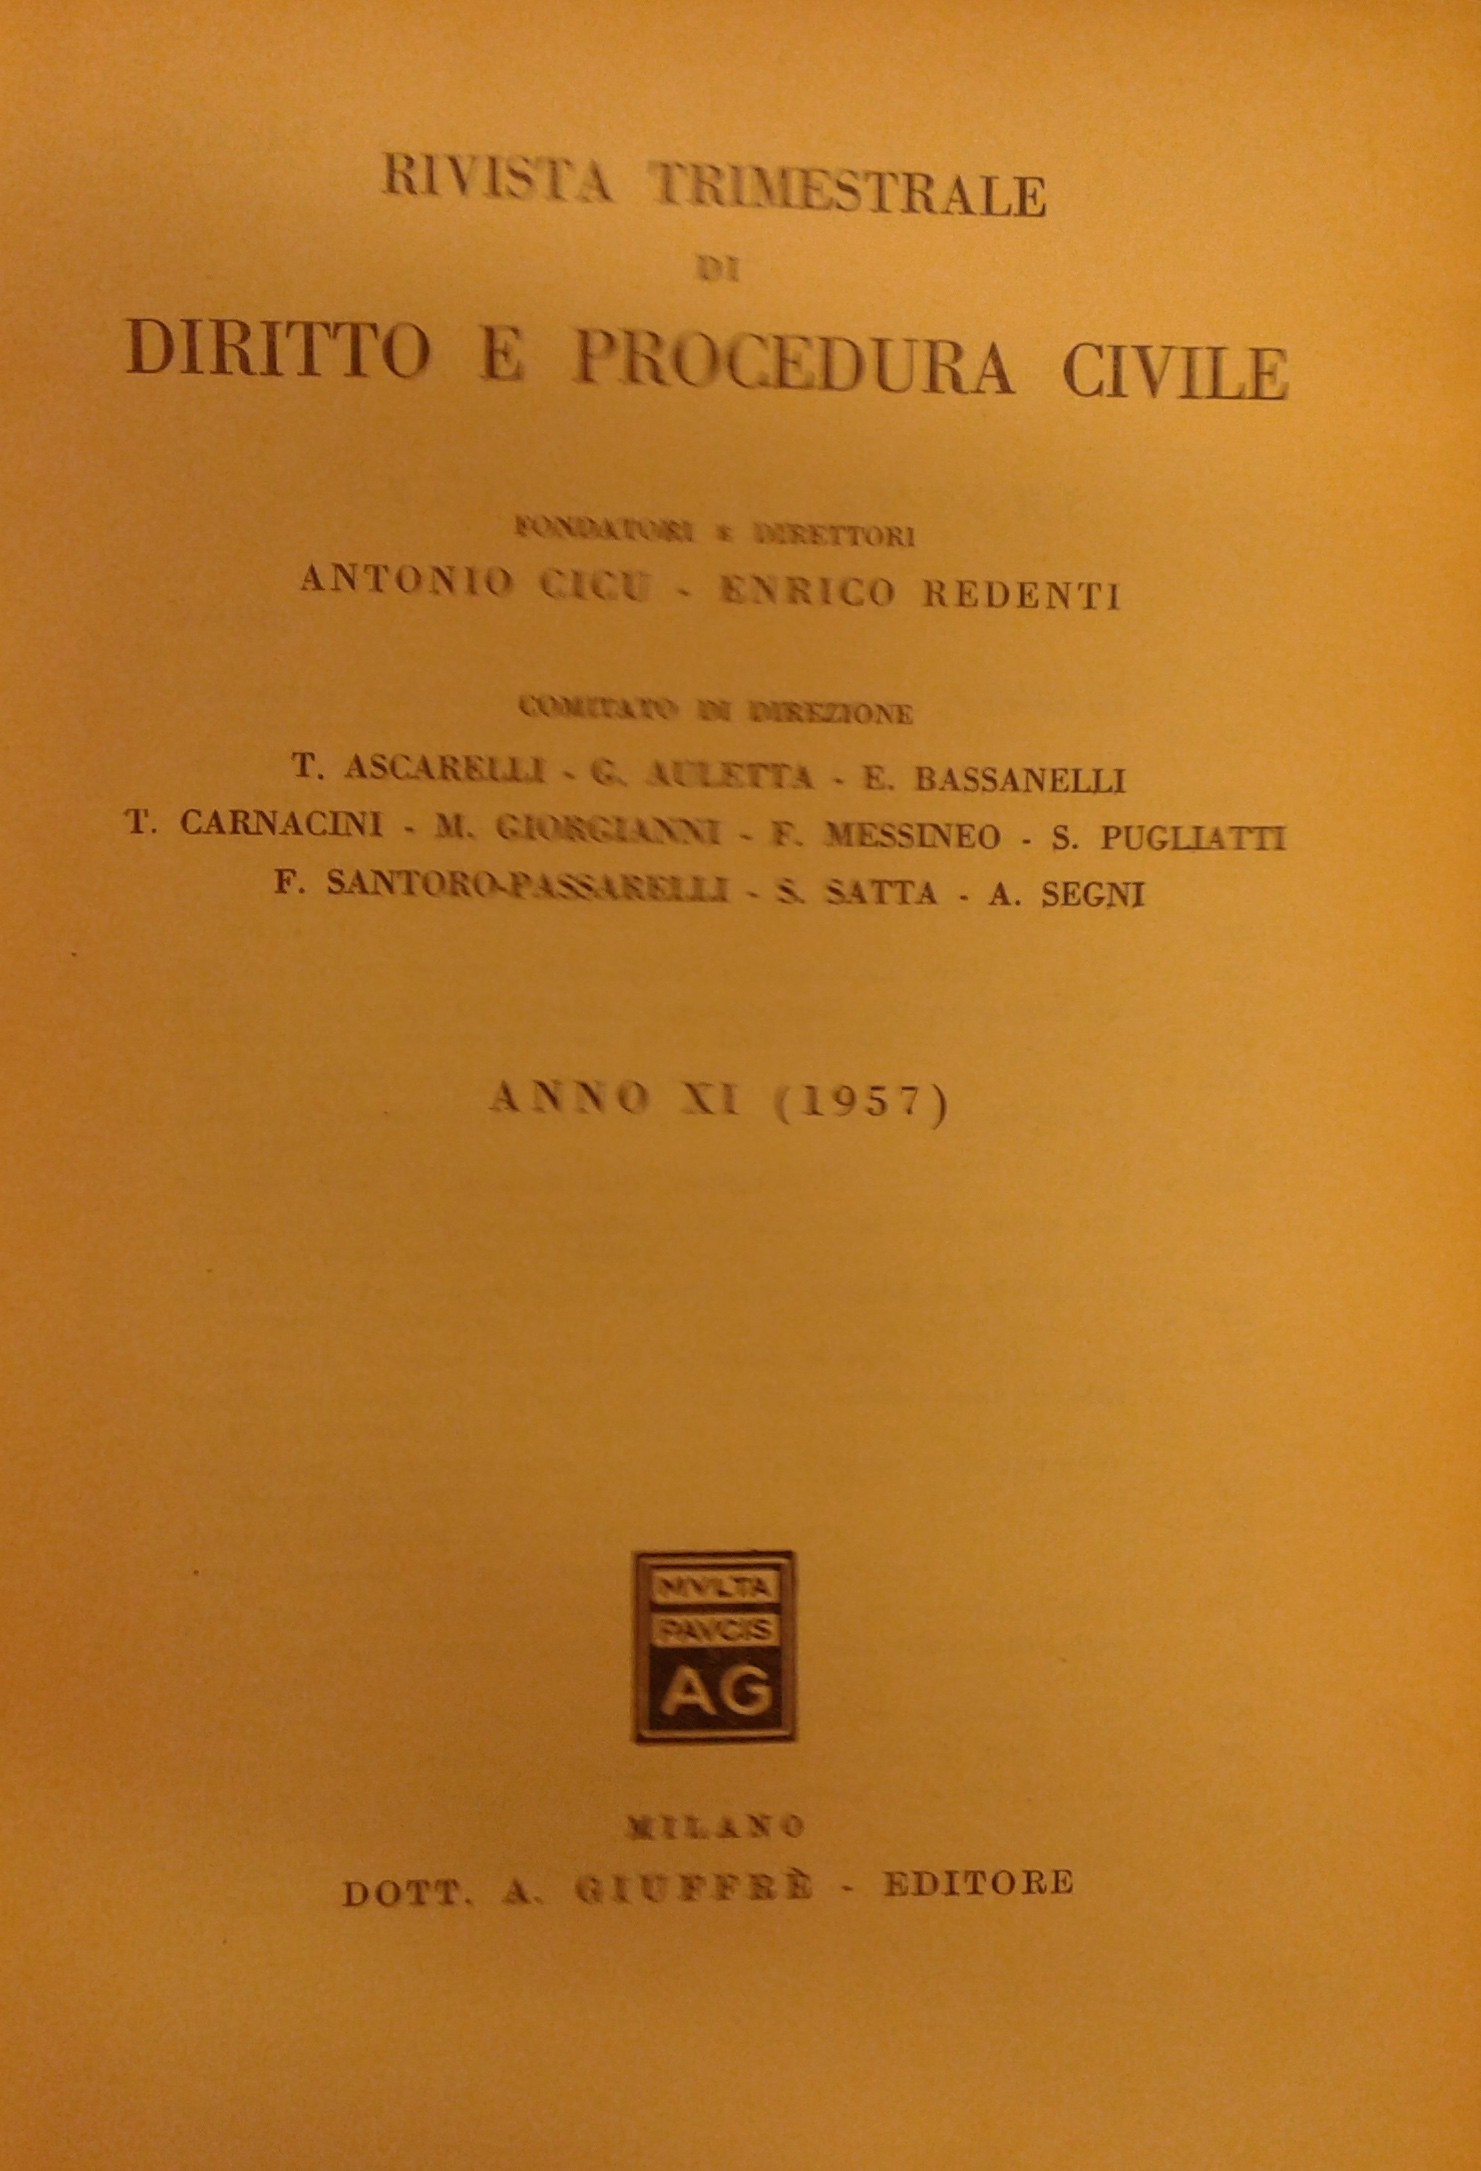 RIVISTA TRIMESTRALE
DI
DIRITTO E PROCEDURA CIVILE
FONDATORI E DIRETTORI
ANTONIO CICU - ENRICO REDENTI
COMITATO DI DIREZIONE
T. ASCARELLI - G. AULETTA - E. BASSANELLI
T. CARNACINI - M. GIORGIANNI - F. MESSINEO - S. PUGLIATTI
F. SANTORO-PASSARELLI - S. SATTA - A. SEGNI
ANNO XI (1957)
MVLTA
PAVCIS
AG
MILANO
DOTT. A. GIUFFRÈ - EDITORE